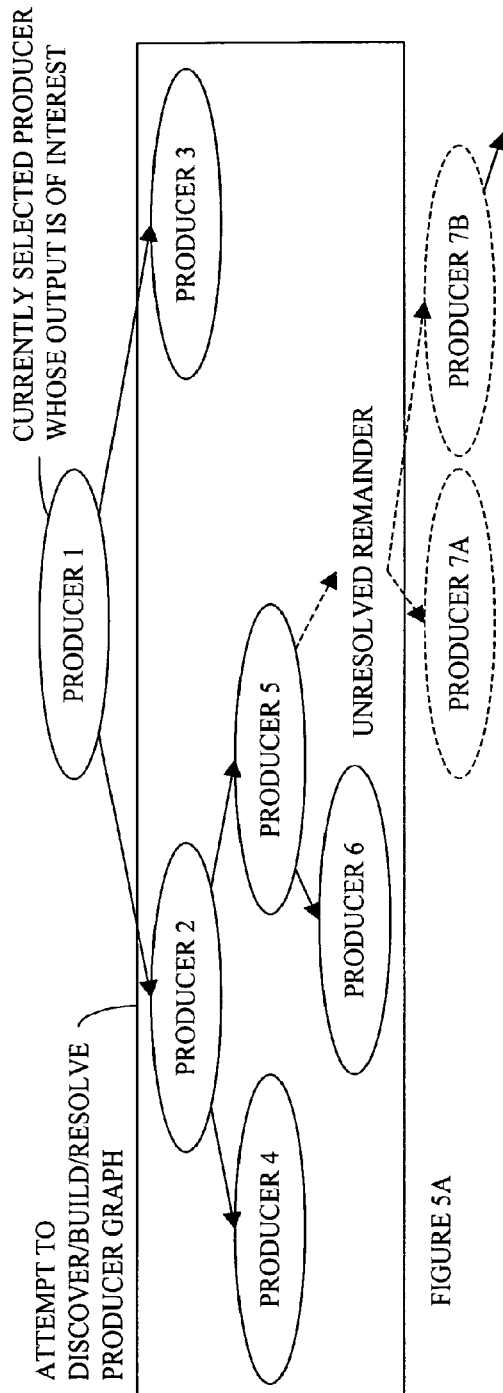 CURRENTLY SELECTED PRODUCER
WHOSE OUTPUT IS OF INTEREST
ATTEMPT TO
DISCOVER/BUILD/RESOLVE
PRODUCER GRAPH
PRODUCER 1
PRODUCER 2
PRODUCER 3
PRODUCER 4
PRODUCER 5
PRODUCER 6
UNRESOLVED REMAINDER
PRODUCER 7A
PRODUCER 7B
FIGURE 5A